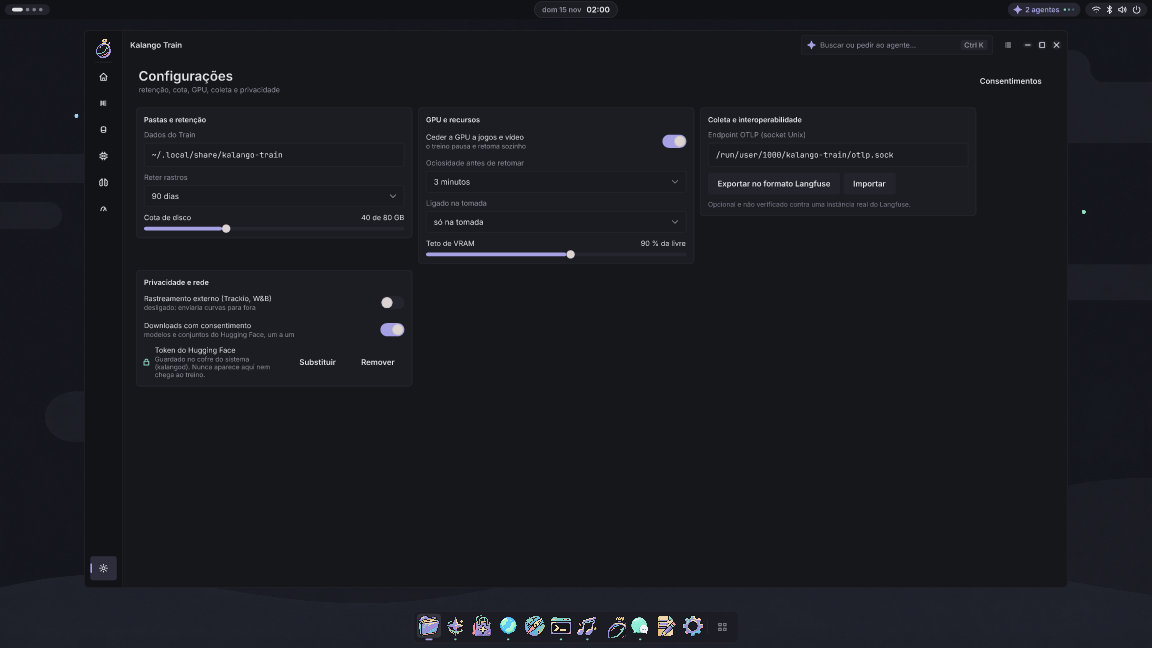 dom 15 nov 02:00
2 agentes
Kalango Train
Buscar ou pedir ao agente...
Ctrl K
Configurações
retenção, cota, GPU, coleta e privacidade
Consentimentos
Pastas e retenção
Dados do Train
~/.local/share/kalango-train
Reter rastros
90 dias
Cota de disco
40 de 80 GB
GPU e recursos
Ceder a GPU a jogos e vídeo
o treino pausa e retoma sozinho
Ociosidade antes de retomar
3 minutos
Ligado na tomada
só na tomada
Teto de VRAM
90 % da livre
Coleta e interoperabilidade
Endpoint OTLP (socket Unix)
/run/user/1000/kalango-train/otlp.sock
Exportar no formato Langfuse
Importar
Opcional e não verificado contra uma instância real do Langfuse.
Privacidade e rede
Rastreamento externo (Trackio, W&B)
desligado: enviaria curvas para fora
Downloads com consentimento
modelos e conjuntos do Hugging Face, um a um
Token do Hugging Face
Guardado no cofre do sistema
(kalangod). Nunca aparece aqui nem
chega ao treino.
Substituir
Remover